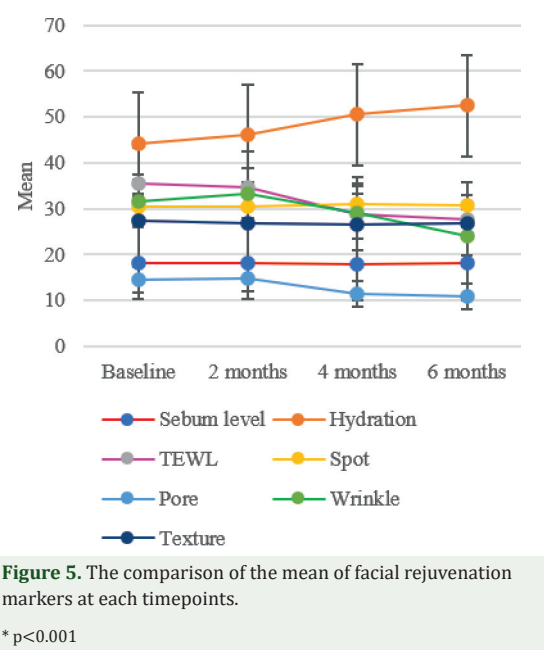 70
60
50
40
30
20
10
0
Mean
Baseline 2 months 4 months 6 months
Sebum level Hydration
TEWL Spot
Pore Wrinkle
Texture
Figure 5. The comparison of the mean of facial rejuvenation
markers at each timepoints.
* p<0.001